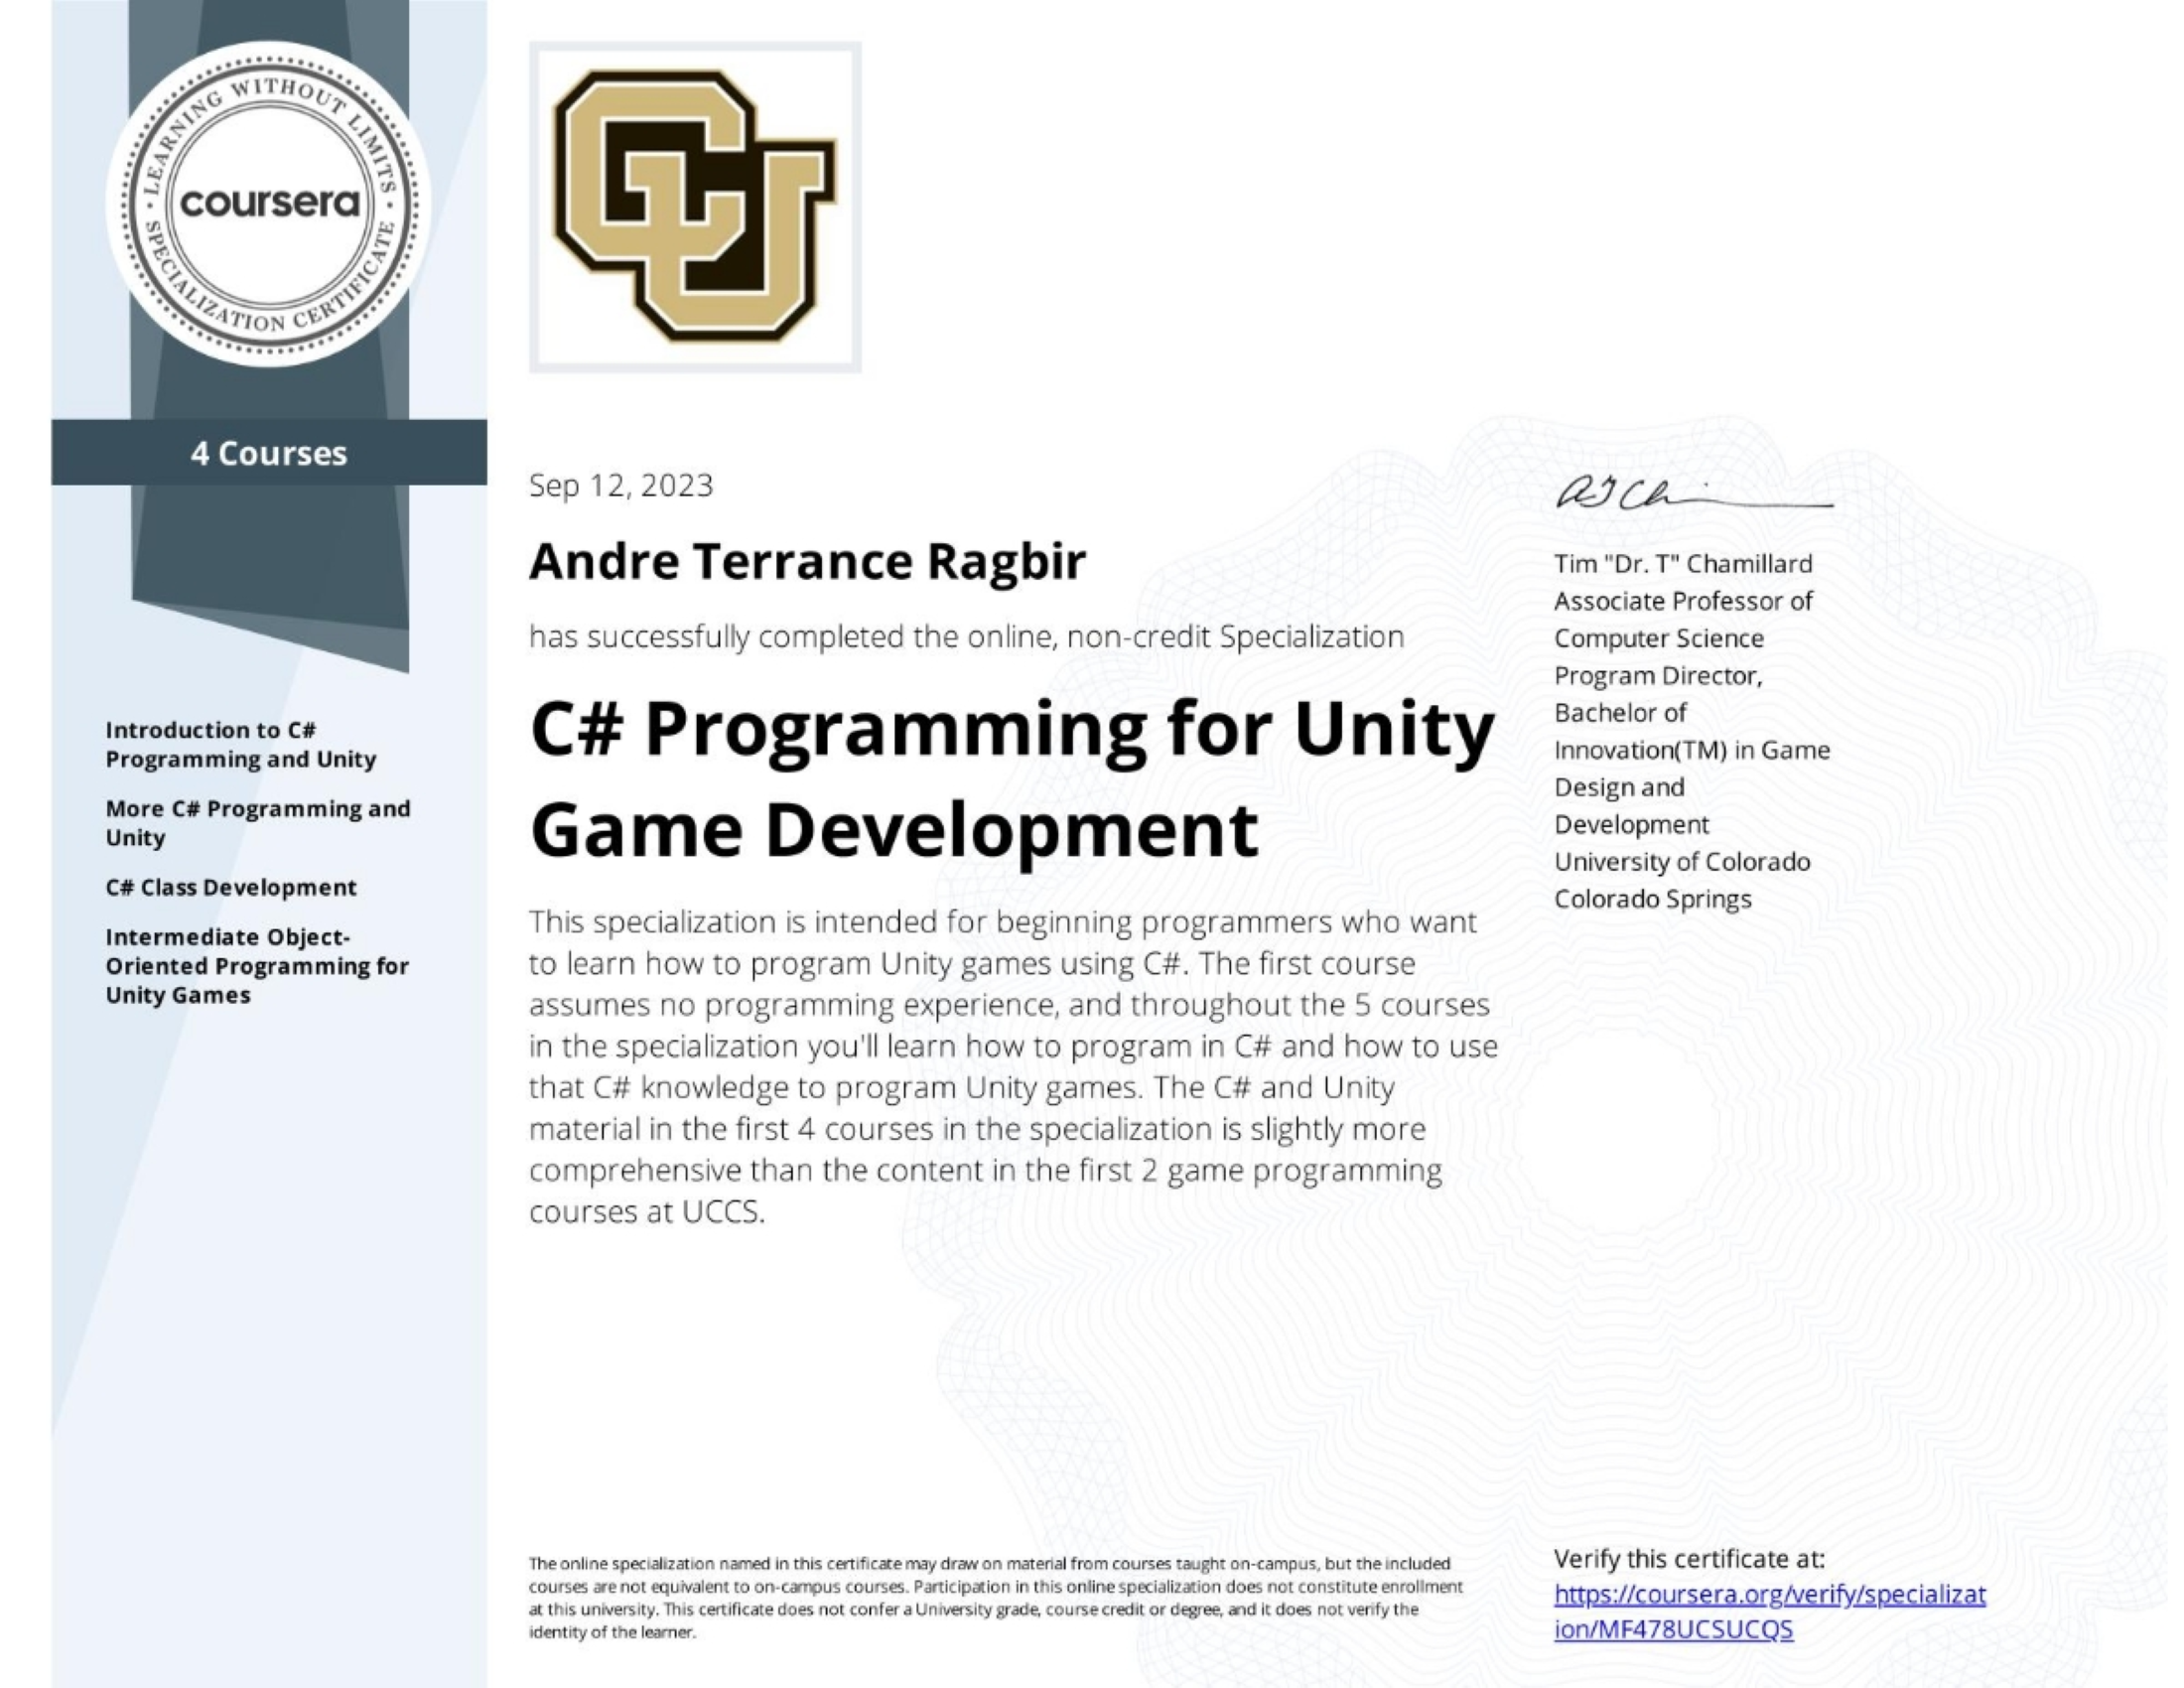 · LEARNING WITHOUT LIMITS ·
coursera
SPECIALIZATION CERTIFICATE
CU
4 Courses
Introduction to C#
Programming and Unity
More C# Programming and
Unity
C# Class Development
Intermediate Object-
Oriented Programming for
Unity Games
Sep 12, 2023
Andre Terrance Ragbir
has successfully completed the online, non-credit Specialization
C# Programming for Unity
Game Development
This specialization is intended for beginning programmers who want
to learn how to program Unity games using C#. The first course
assumes no programming experience, and throughout the 5 courses
in the specialization you'll learn how to program in C# and how to use
that C# knowledge to program Unity games. The C# and Unity
material in the first 4 courses in the specialization is slightly more
comprehensive than the content in the first 2 game programming
courses at UCCS.
Tim "Dr. T" Chamillard
Associate Professor of
Computer Science
Program Director,
Bachelor of
Innovation(TM) in Game
Design and
Development
University of Colorado
Colorado Springs
The online specialization named in this certificate may draw on material from courses taught on-campus, but the included
courses are not equivalent to on-campus courses. Participation in this online specialization does not constitute enrollment
at this university. This certificate does not confer a University grade, course credit or degree, and it does not verify the
identity of the learner.
Verify this certificate at:
https://coursera.org/verify/specializat
ion/MF478UCSUCQS